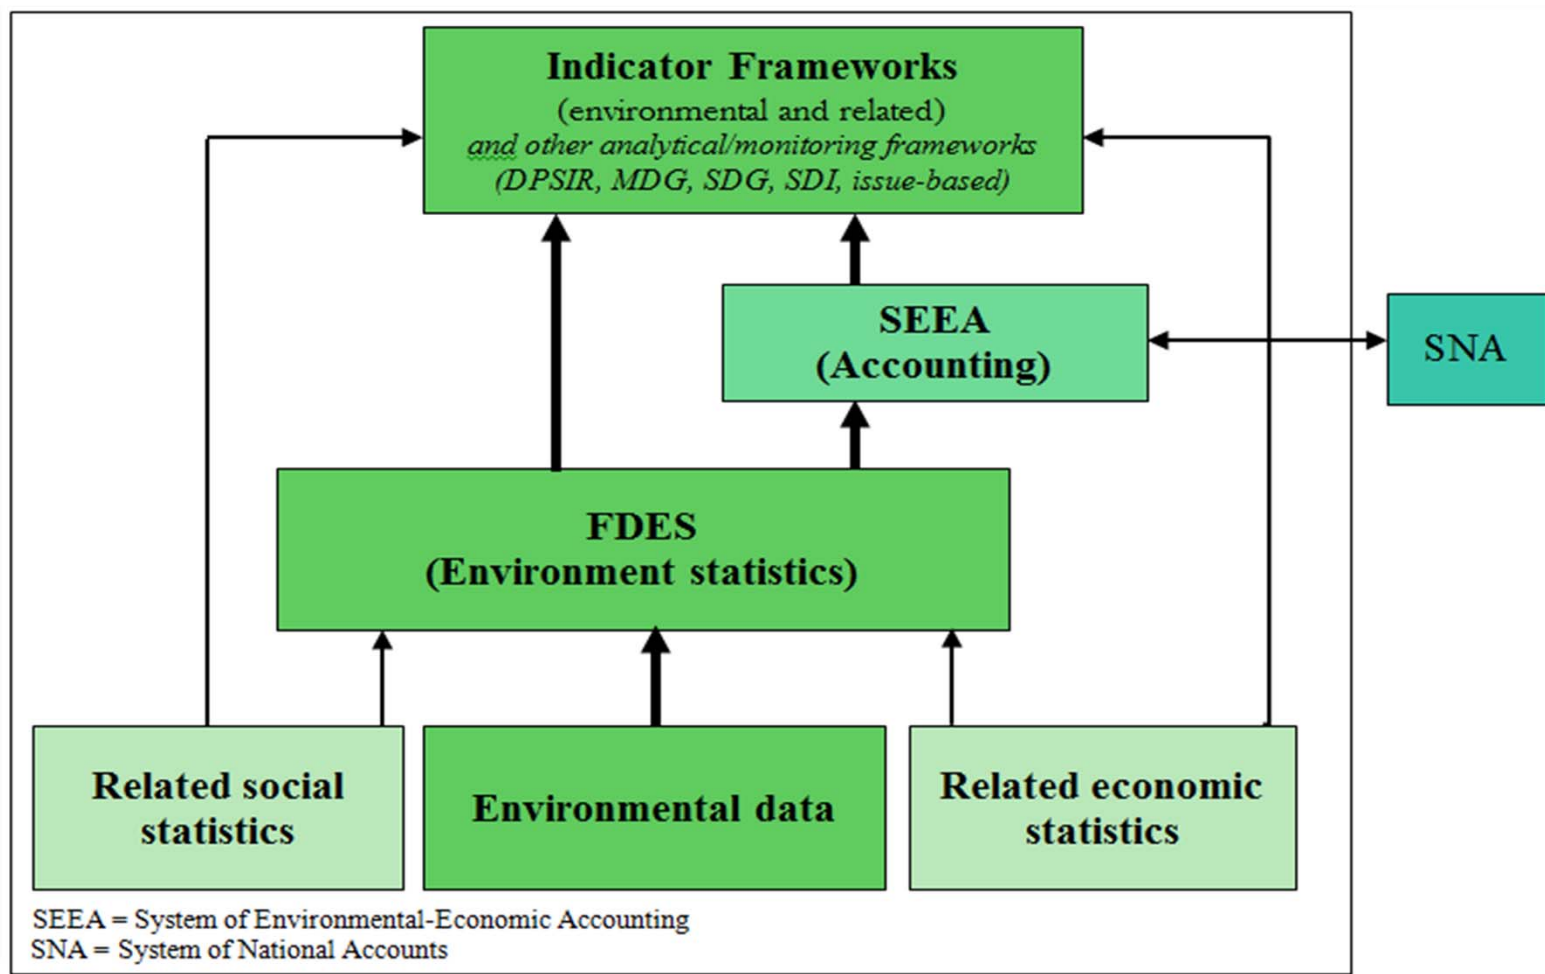 Indicator Frameworks
(environmental and related)
and other analytical/monitoring frameworks
(DPSIR, MDG, SDG, SDI, issue-based)
SEEA
(Accounting)
SNA
FDES
(Environment statistics)
Related social
statistics
Environmental data
Related economic
statistics
SEEA = System of Environmental-Economic Accounting
SNA = System of National Accounts